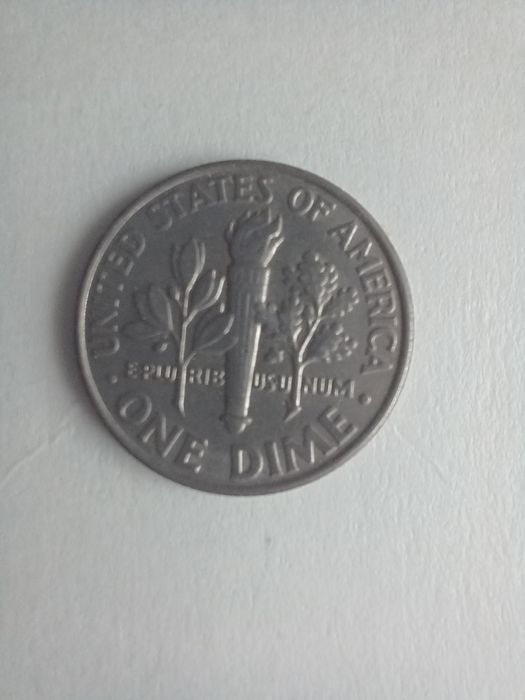 UNITED STATES OF AMERICA
E·PLURIBUS UNUM
· ONE DIME ·